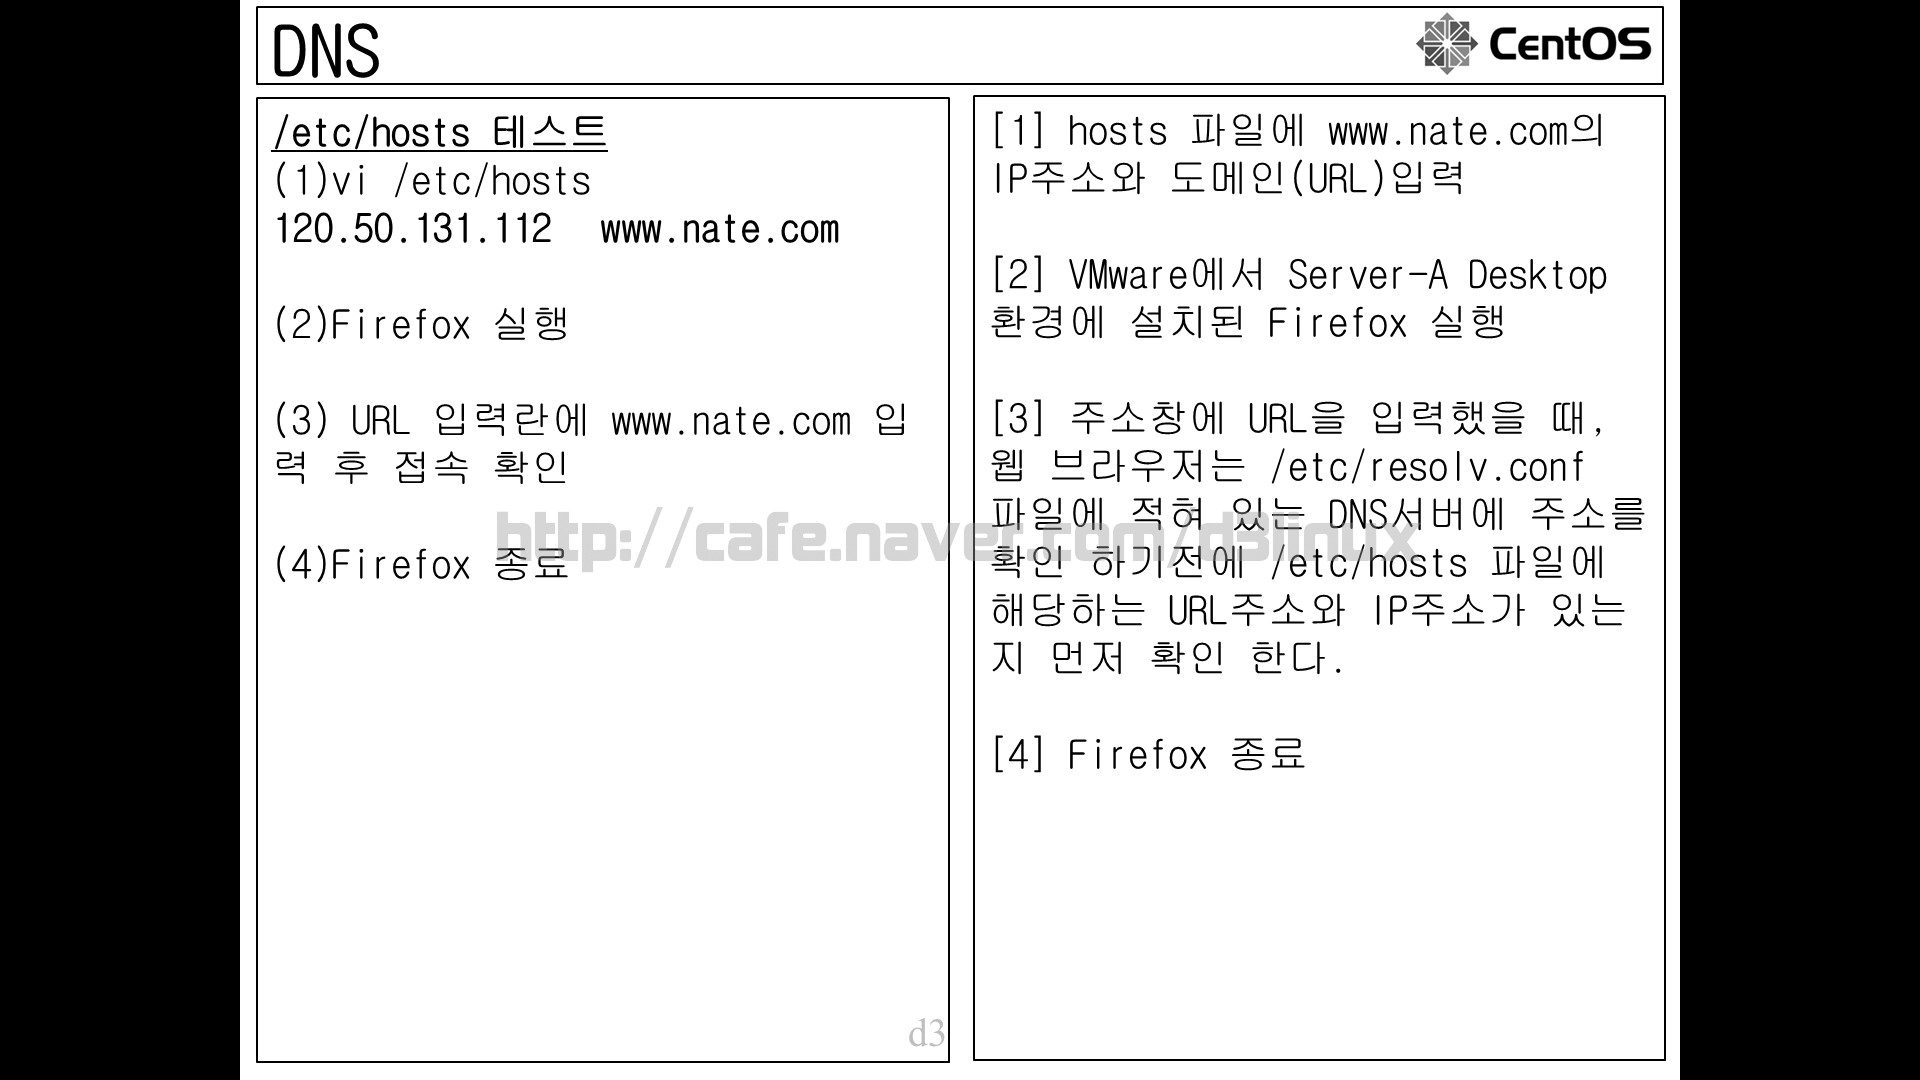 DNS
CentOS
/etc/hosts 테스트
(1)vi /etc/hosts
120.50.131.112  www.nate.com
(2)Firefox 실행
(3) URL 입력란에 www.nate.com 입
력 후 접속 확인
(4)Firefox 종료
d3
[1] hosts 파일에 www.nate.com의
IP주소와 도메인(URL)입력
[2] VMware에서 Server-A Desktop
환경에 설치된 Firefox 실행
[3] 주소창에 URL을 입력했을 때,
웹 브라우저는 /etc/resolv.conf
파일에 적혀 있는 DNS서버에 주소를
확인 하기전에 /etc/hosts 파일에
해당하는 URL주소와 IP주소가 있는
지 먼저 확인 한다.
[4] Firefox 종료
http://cafe.naver.com/d3linux